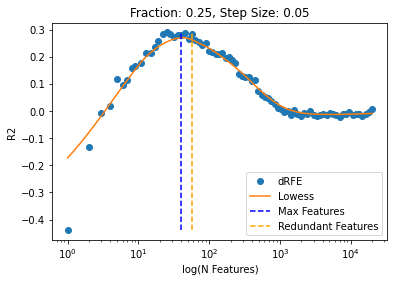 Fraction: 0.25, Step Size: 0.05
0.3
0.2
0.1
0.0
−0.1
−0.2
−0.3
−0.4
R2
dRFE
Lowess
Max Features
Redundant Features
10⁰ 10¹ 10² 10³ 10⁴
log(N Features)